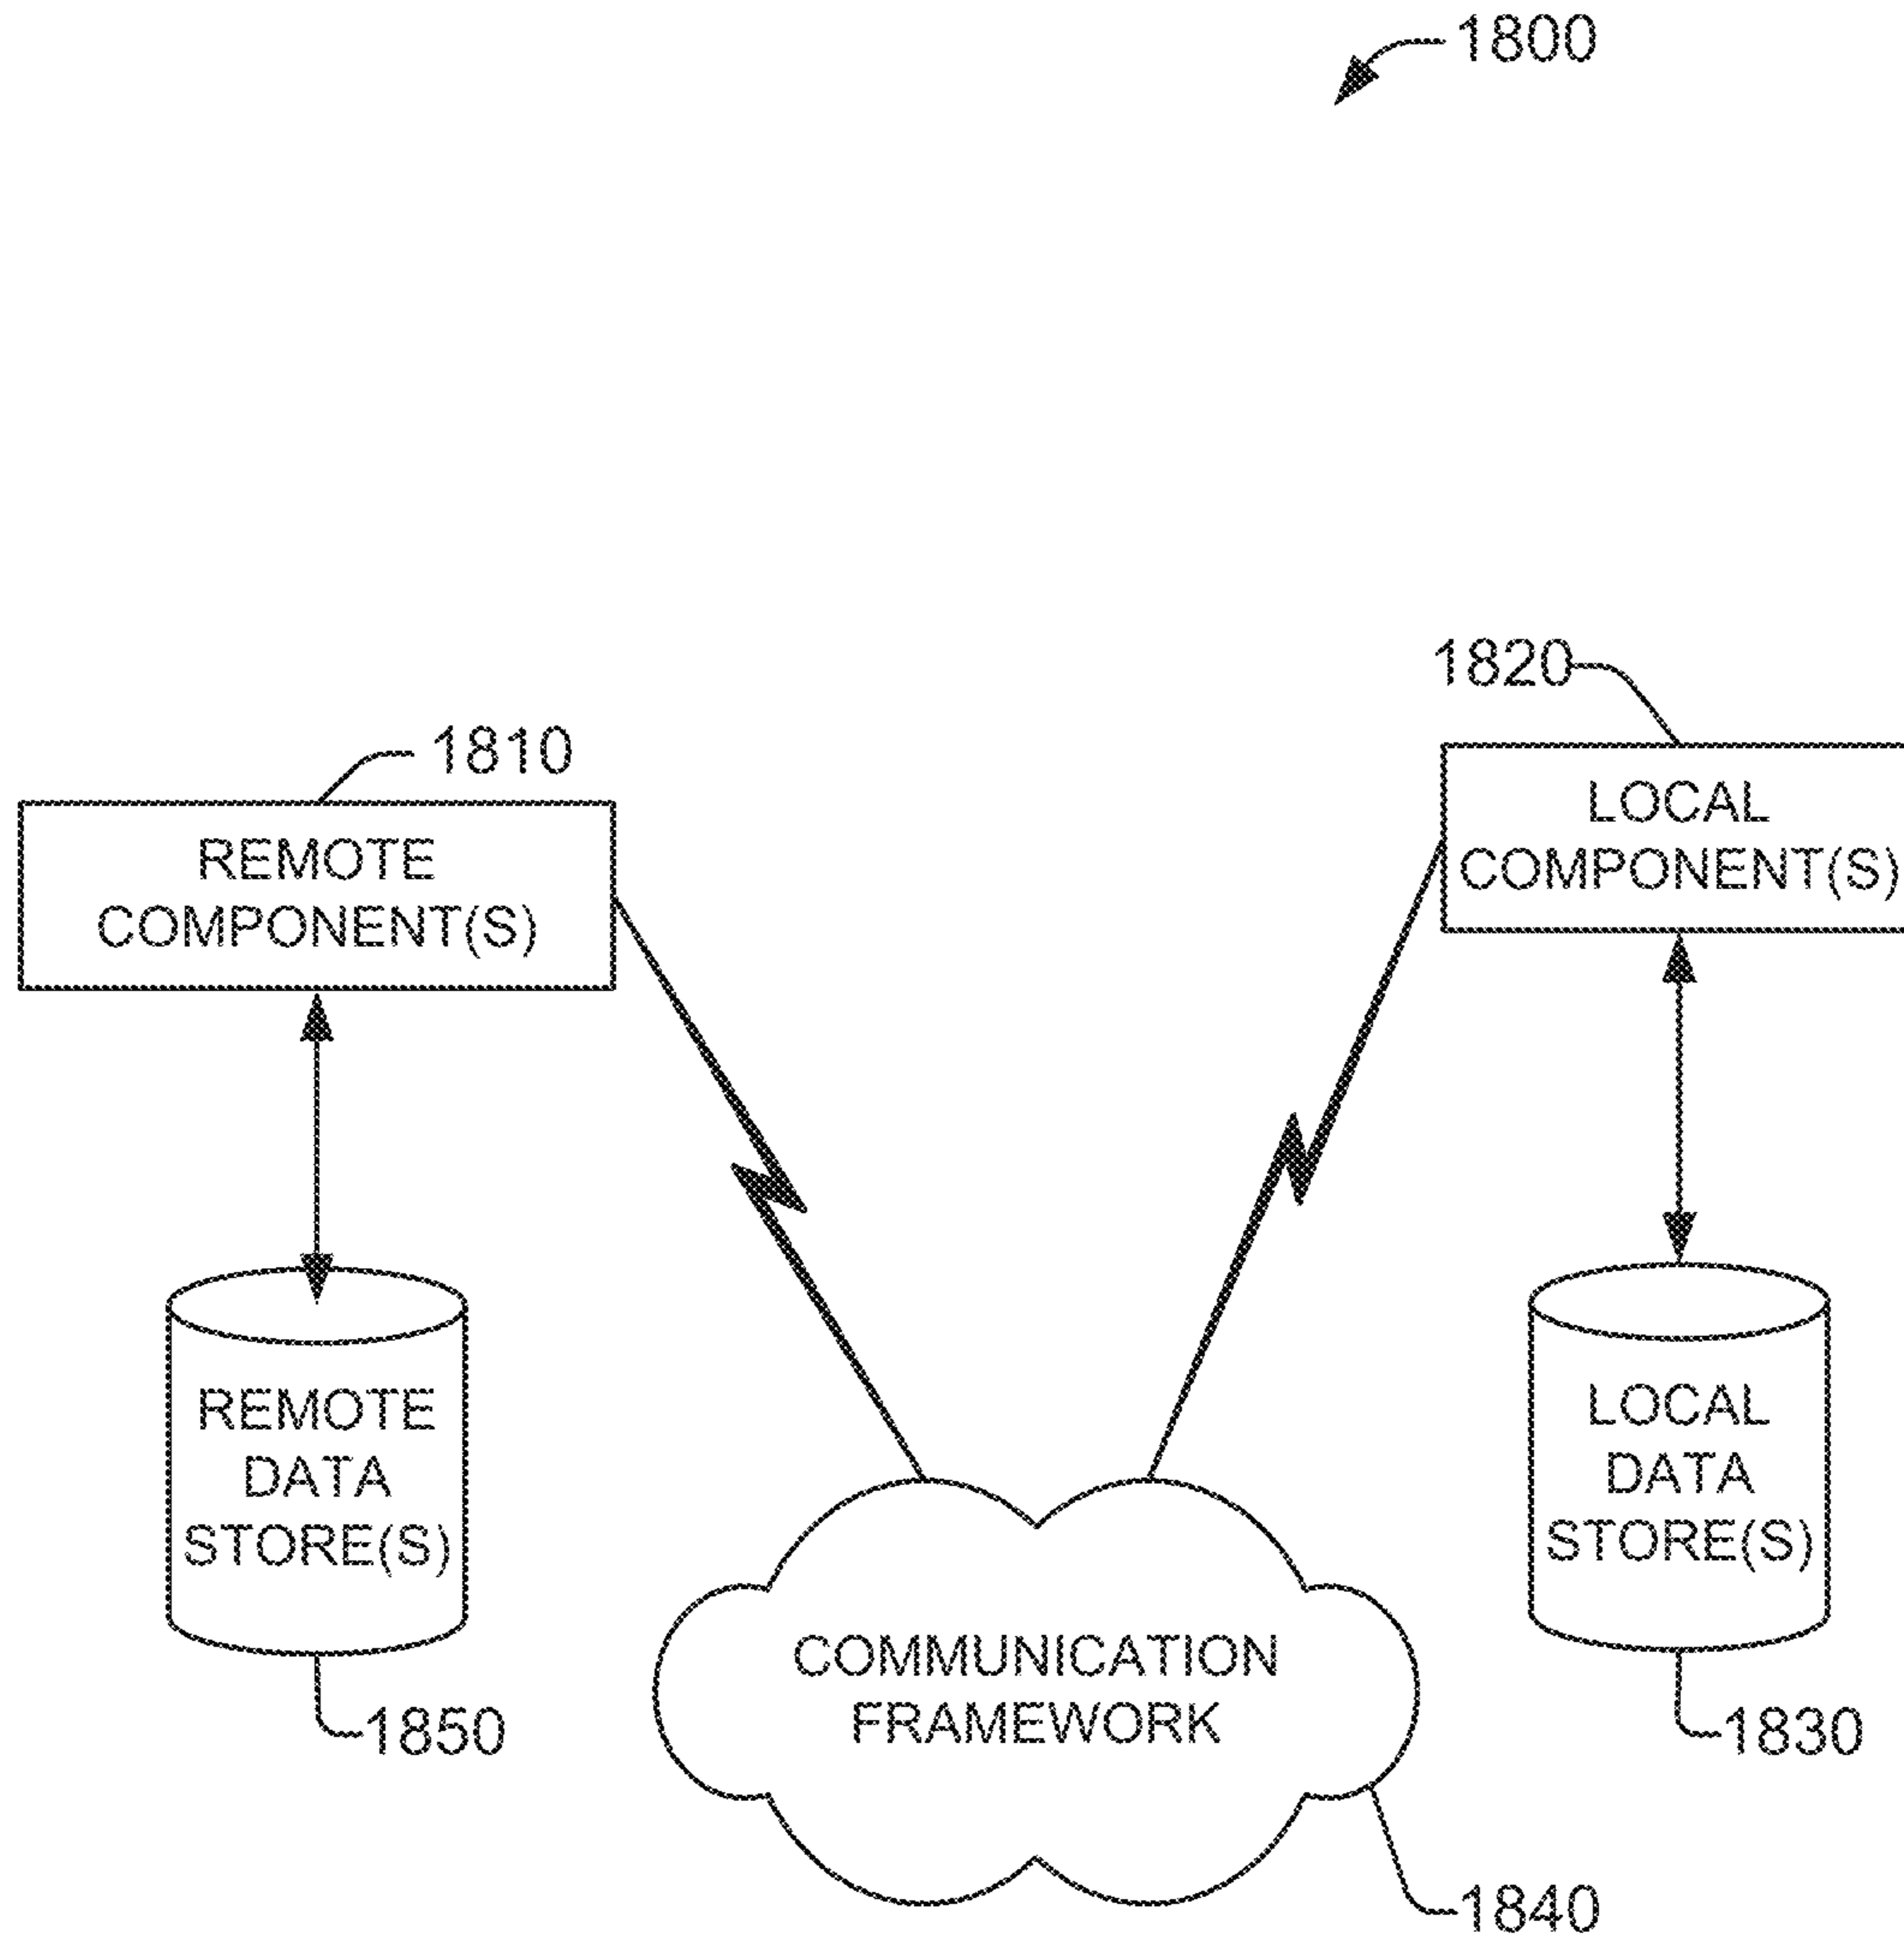 1800
1820
LOCAL
COMPONENT(S)
1810
REMOTE
COMPONENT(S)
REMOTE
DATA
STORE(S)
1850
LOCAL
DATA
STORE(S)
1830
COMMUNICATION
FRAMEWORK
1840